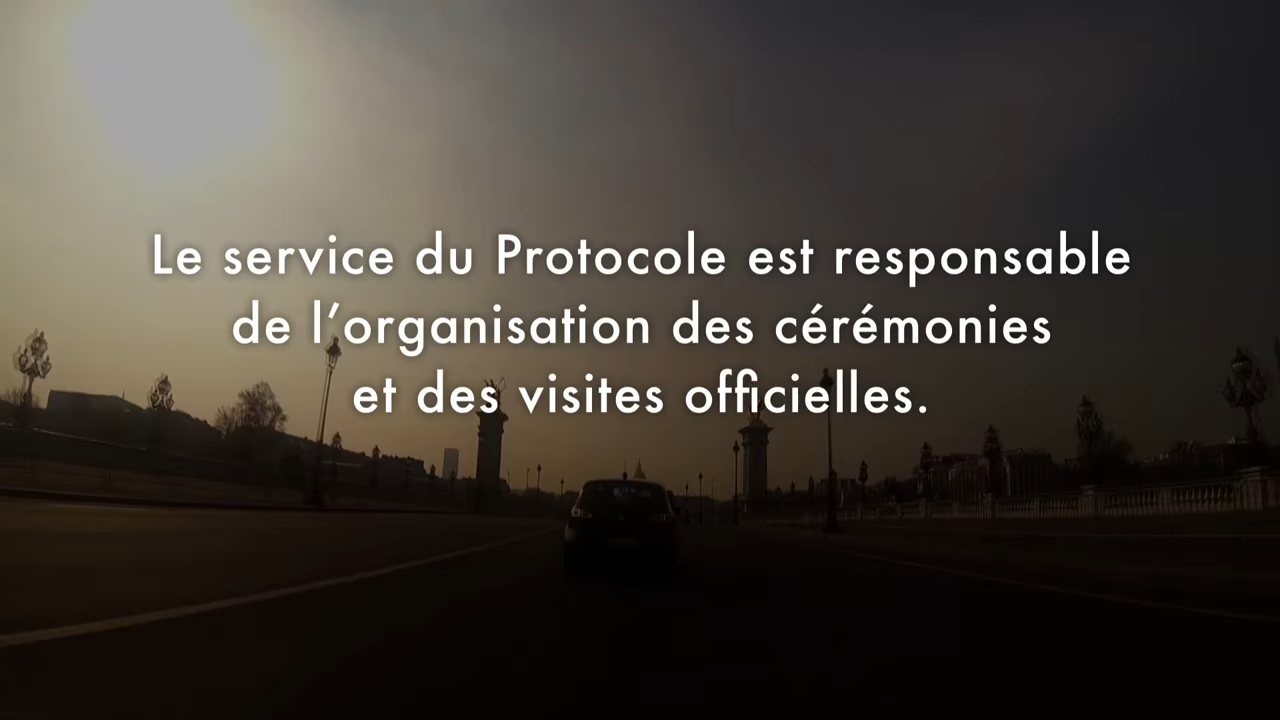 Le service du Protocole est responsable
de l’organisation des cérémonies
et des visites officielles.